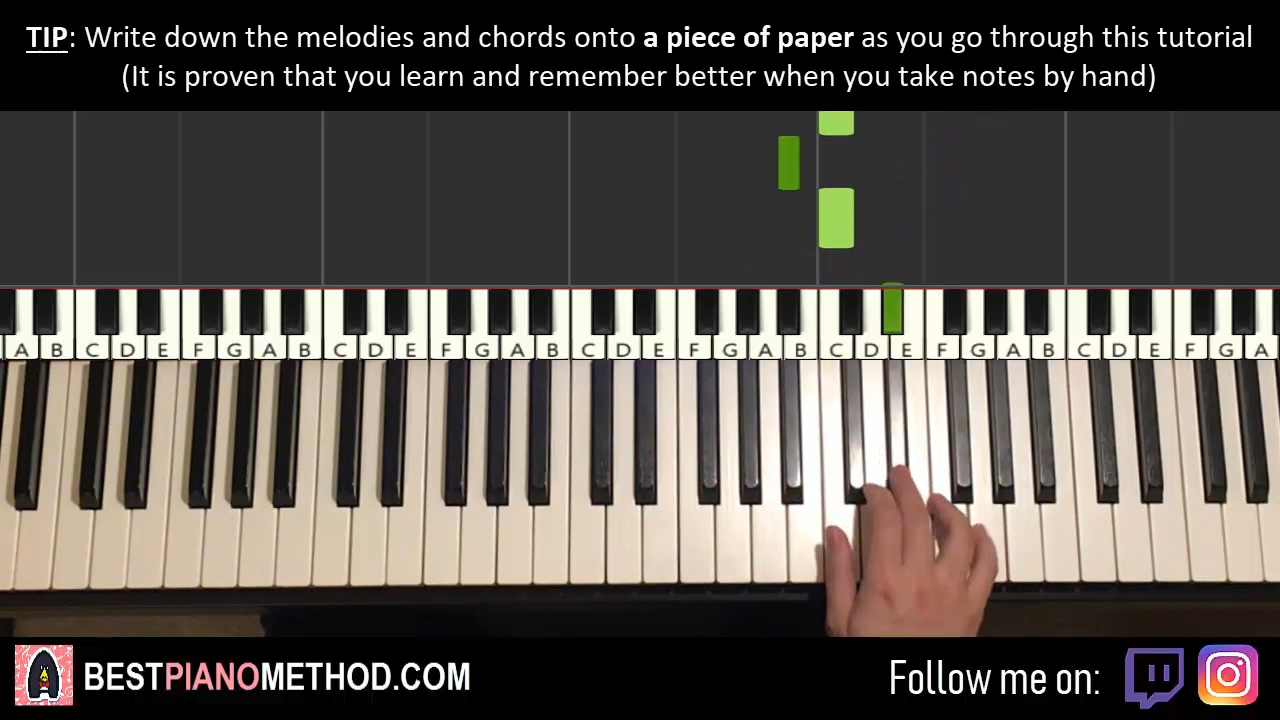 TIP: Write down the melodies and chords onto a piece of paper as you go through this tutorial
(It is proven that you learn and remember better when you take notes by hand)
A B C D E F G A B C D E F G A B C D E F G A B C D E F G A B C D E F G A
BESTPIANOMETHOD.COM
Follow me on: